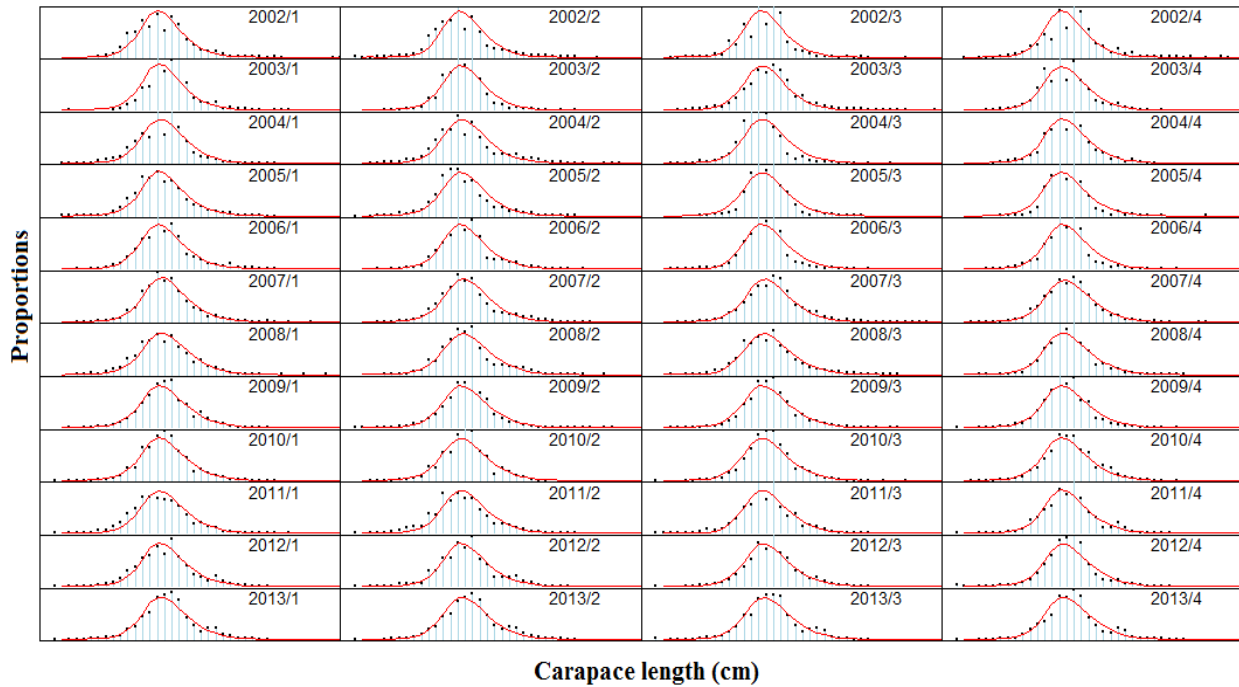 2002/1 2002/2 2002/3 2002/4
2003/1 2003/2 2003/3 2003/4
2004/1 2004/2 2004/3 2004/4
2005/1 2005/2 2005/3 2005/4
2006/1 2006/2 2006/3 2006/4
2007/1 2007/2 2007/3 2007/4
2008/1 2008/2 2008/3 2008/4
2009/1 2009/2 2009/3 2009/4
2010/1 2010/2 2010/3 2010/4
2011/1 2011/2 2011/3 2011/4
2012/1 2012/2 2012/3 2012/4
2013/1 2013/2 2013/3 2013/4
Proportions
Carapace length (cm)